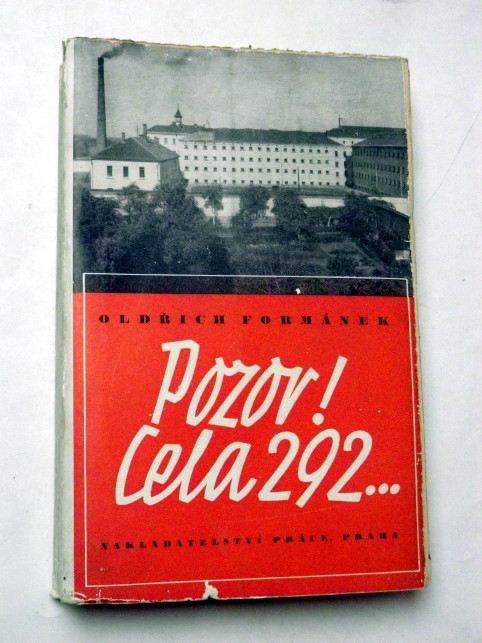 OLDŘICH FORMÁNEK
Pozor!
Cela 292...
NAKLADATELSTVÍ PRÁCE, PRAHA